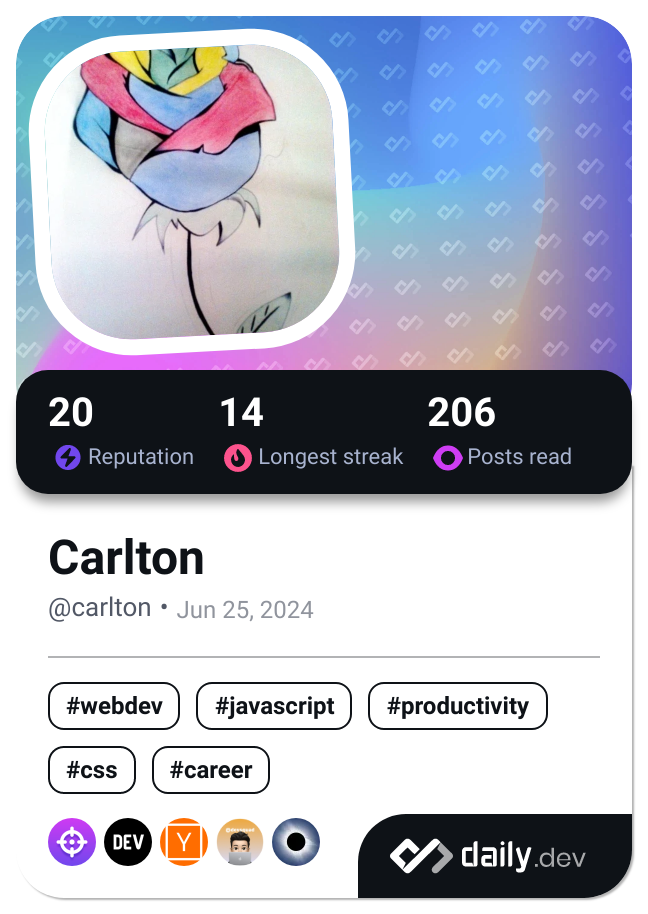 20 14 206
Reputation Longest streak Posts read
Carlton
@carlton • Jun 25, 2024
#webdev #javascript #productivity
#css #career
DEV Y
daily.dev